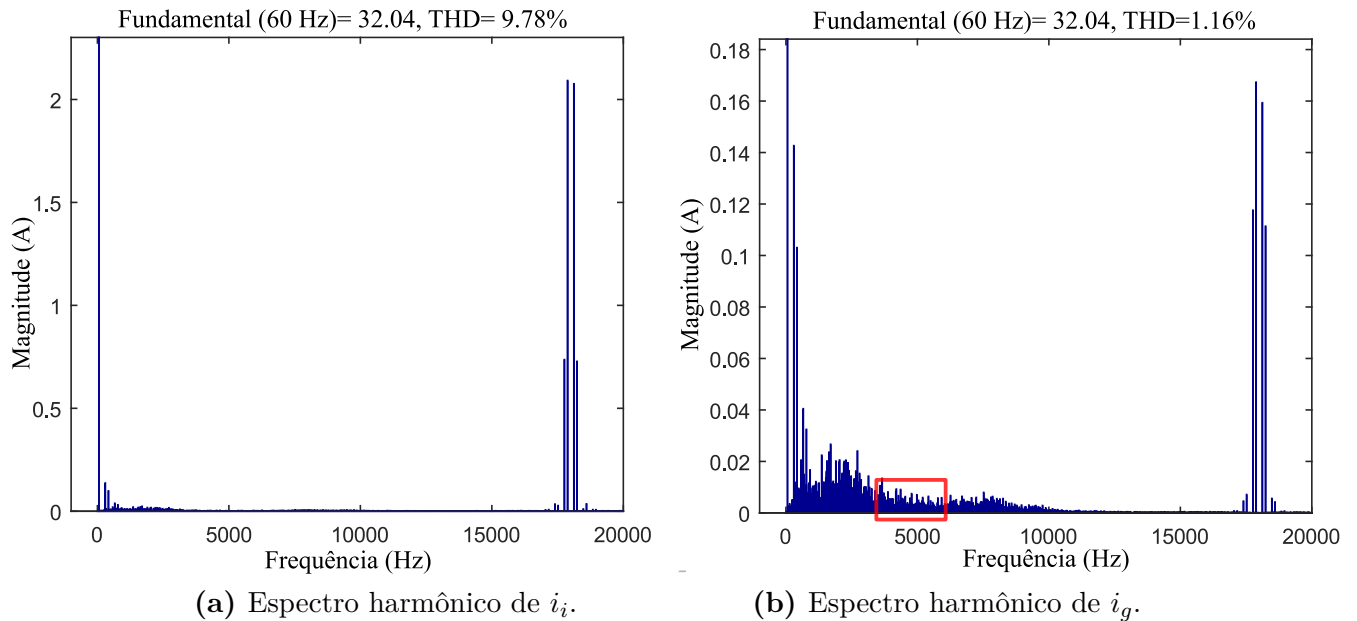 Fundamental (60 Hz)= 32.04, THD= 9.78%
2
1.5
1
0.5
0
Magnitude (A)
0 5000 10000 15000 20000
Frequência (Hz)
(a) Espectro harmônico de i_i.
Fundamental (60 Hz)= 32.04, THD=1.16%
0.18
0.16
0.14
0.12
0.1
0.08
0.06
0.04
0.02
0
Magnitude (A)
0 5000 10000 15000 20000
Frequência (Hz)
(b) Espectro harmônico de i_g.